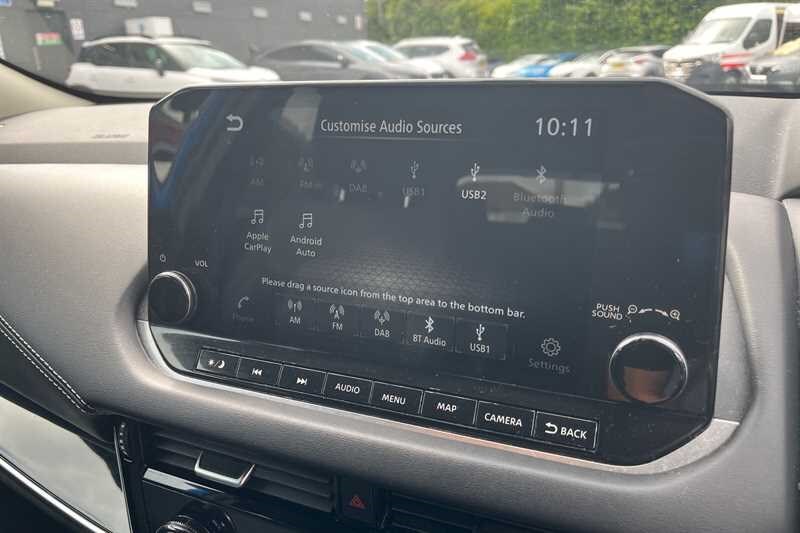 Customise Audio Sources
10:11
AM
FM
DAB
USB1
USB2
Bluetooth
Audio
Apple
CarPlay
Android
Auto
VOL
PUSH
SOUND
Please drag a source icon from the top area to the bottom bar.
Phone
AM
FM
DAB
BT Audio
USB1
Settings
AUDIO
MENU
MAP
CAMERA
BACK